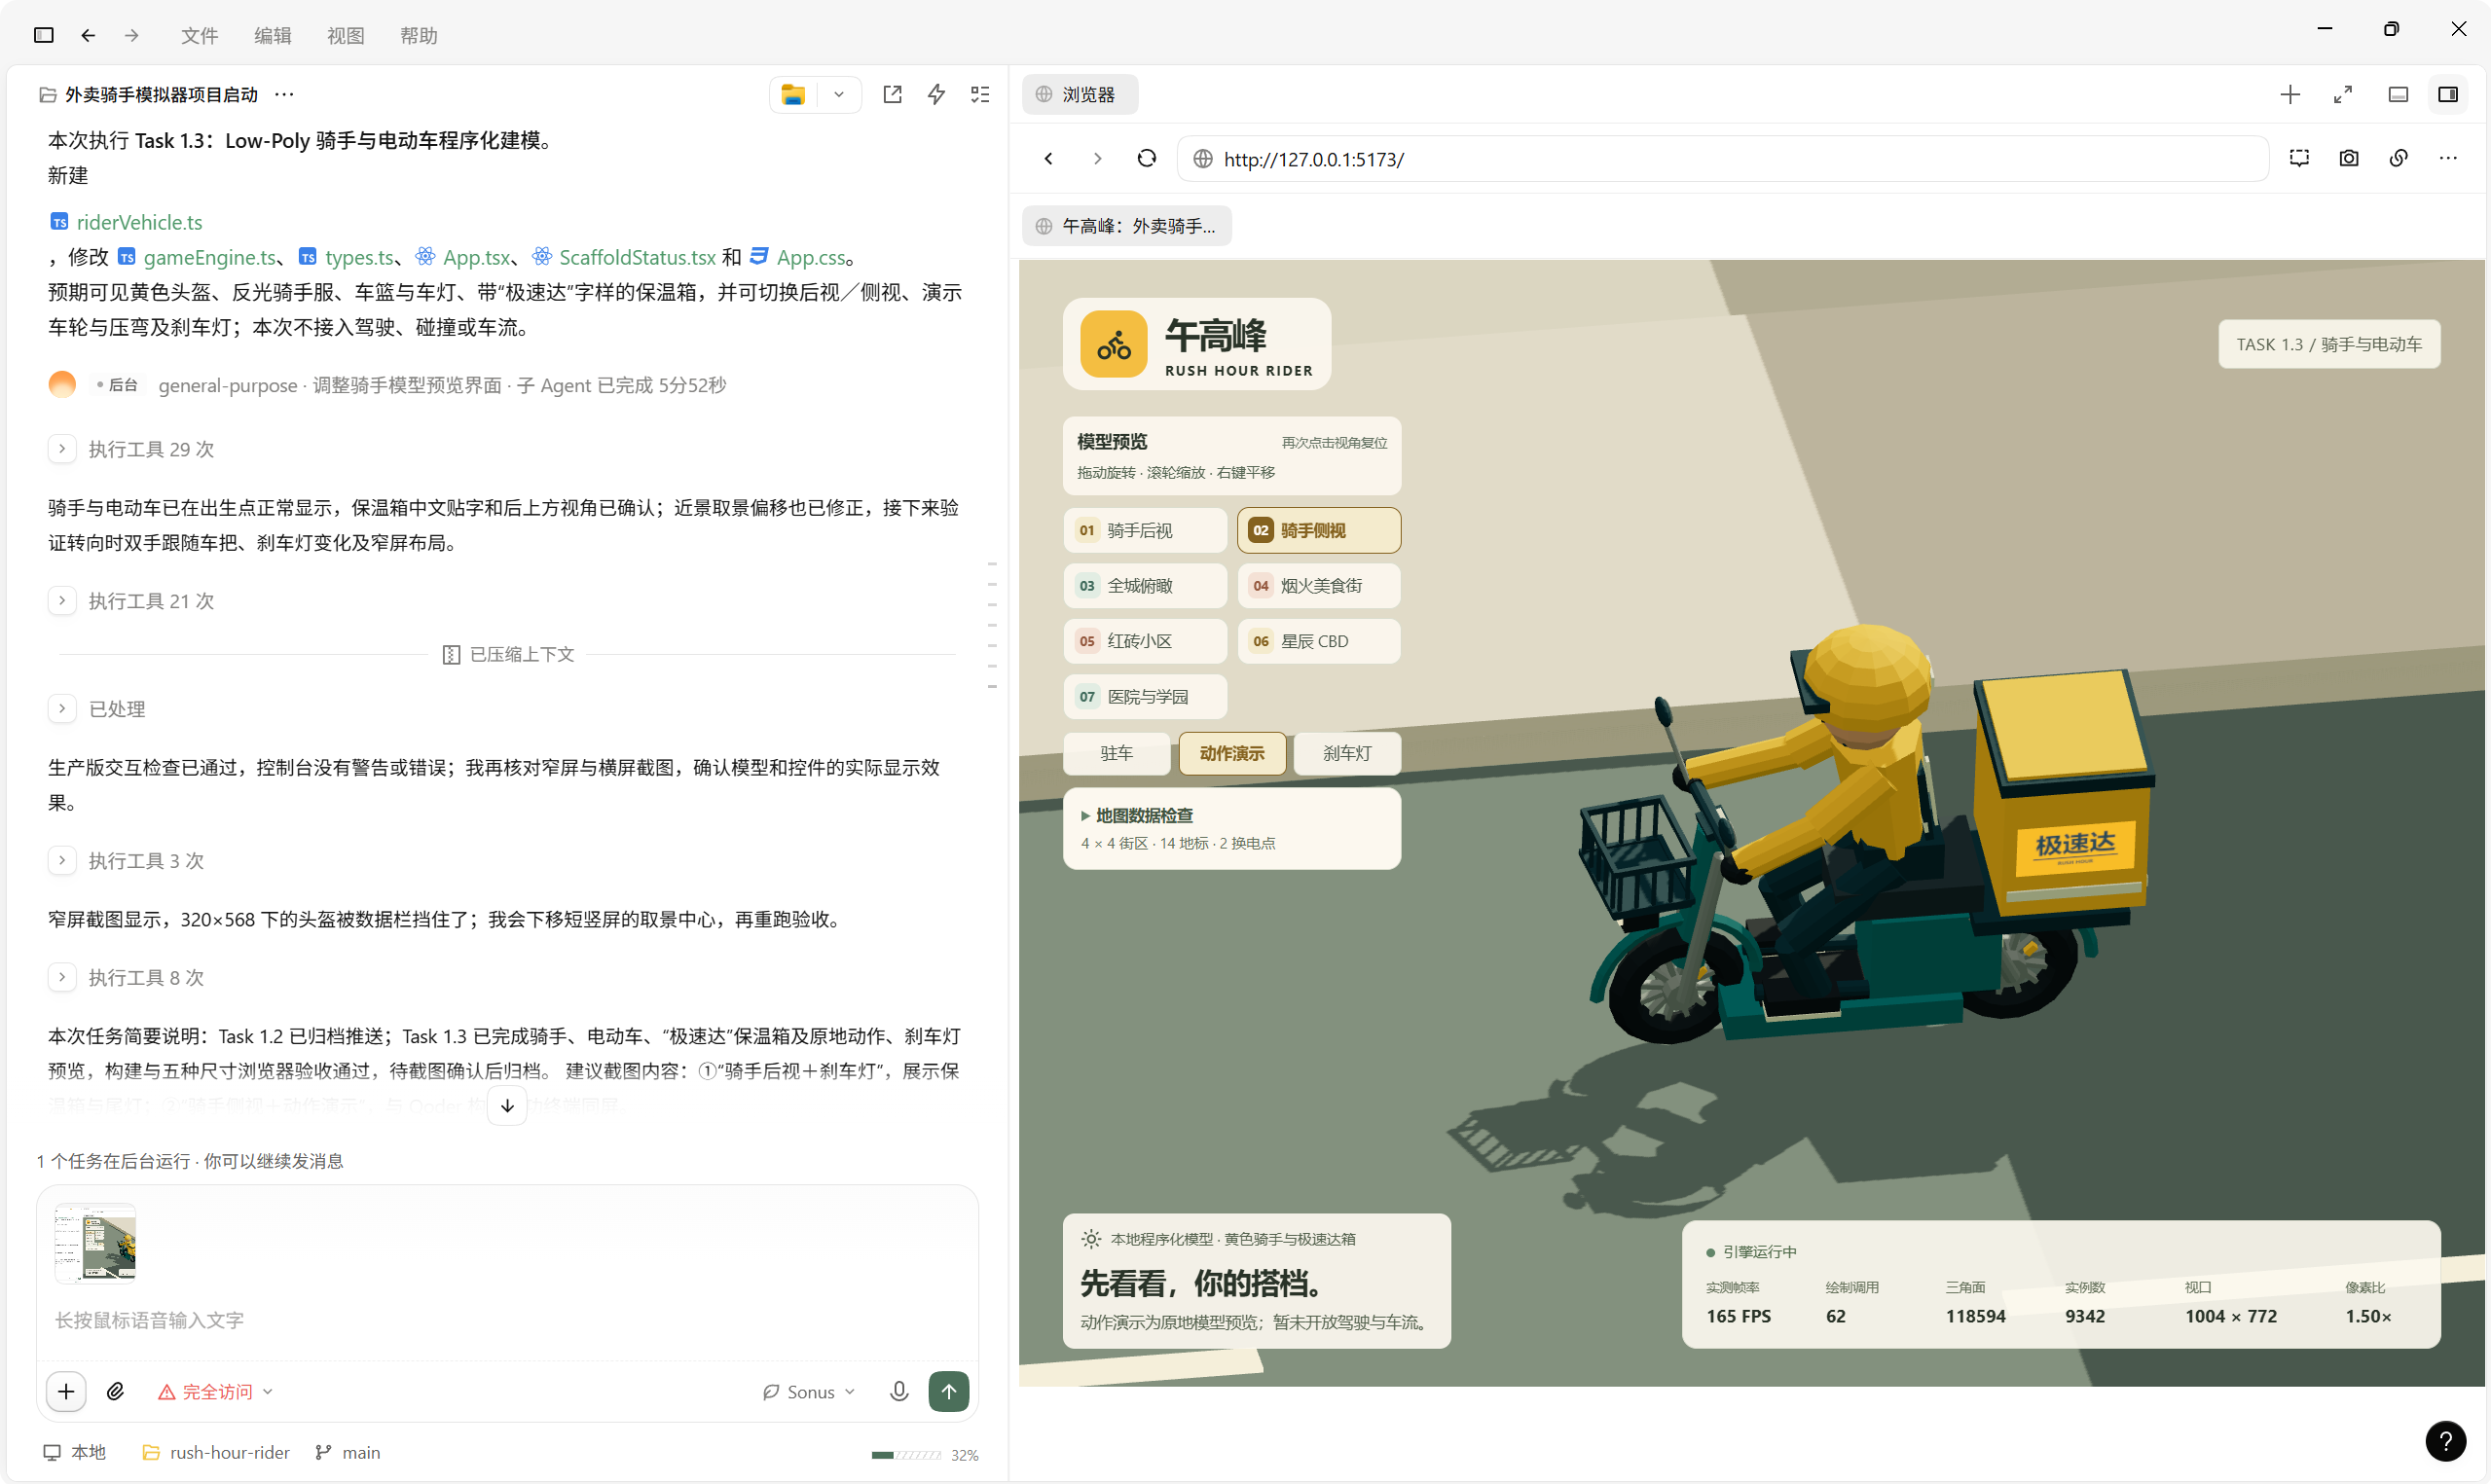 文件 编辑 视图 帮助
外卖骑手模拟器项目启动 ···
本次执行 Task 1.3：Low-Poly 骑手与电动车程序化建模。
新建
TS riderVehicle.ts
，修改 TS gameEngine.ts、TS types.ts、App.tsx、ScaffoldStatus.tsx 和 App.css。
预期可见黄色头盔、反光骑手服、车篮与车灯、带“极速达”字样的保温箱，并可切换后视／侧视、演示
车轮与压弯及刹车灯；本次不接入驾驶、碰撞或车流。
后台 general-purpose · 调整骑手模型预览界面 · 子 Agent 已完成 5分52秒
执行工具 29 次
骑手与电动车已在出生点正常显示，保温箱中文贴字和后上方视角已确认；近景取景偏移也已修正，接下来验
证转向时双手跟随车把、刹车灯变化及窄屏布局。
执行工具 21 次
已压缩上下文
已处理
生产版交互检查已通过，控制台没有警告或错误；我再核对窄屏与横屏截图，确认模型和控件的实际显示效
果。
执行工具 3 次
窄屏截图显示，320×568 下的头盔被数据栏挡住了；我会下移短竖屏的取景中心，再重跑验收。
执行工具 8 次
本次任务简要说明：Task 1.2 已归档推送；Task 1.3 已完成骑手、电动车、“极速达”保温箱及原地动作、刹车灯
预览，构建与五种尺寸浏览器验收通过，待截图确认后归档。 建议截图内容：①“骑手后视＋刹车灯”，展示保
温箱与尾灯；②“骑手侧视＋动作演示”，与 Qoder 构
1 个任务在后台运行 · 你可以继续发消息
长按鼠标语音输入文字
完全访问
Sonus
本地 rush-hour-rider main
32%
浏览器
http://127.0.0.1:5173/
午高峰：外卖骑手...
午高峰
RUSH HOUR RIDER
TASK 1.3 / 骑手与电动车
模型预览 再次点击视角复位
拖动旋转 · 滚轮缩放 · 右键平移
01 骑手后视 02 骑手侧视
03 全城俯瞰 04 烟火美食街
05 红砖小区 06 星辰 CBD
07 医院与学园
驻车 动作演示 刹车灯
地图数据检查
4 × 4 街区 · 14 地标 · 2 换电点
极速达
RUSH HOUR
本地程序化模型 · 黄色骑手与极速达箱
先看看，你的搭档。
动作演示为原地模型预览；暂未开放驾驶与车流。
引擎运行中
实测帧率 绘制调用 三角面 实例数 视口 像素比
165 FPS 62 118594 9342 1004 × 772 1.50×
?